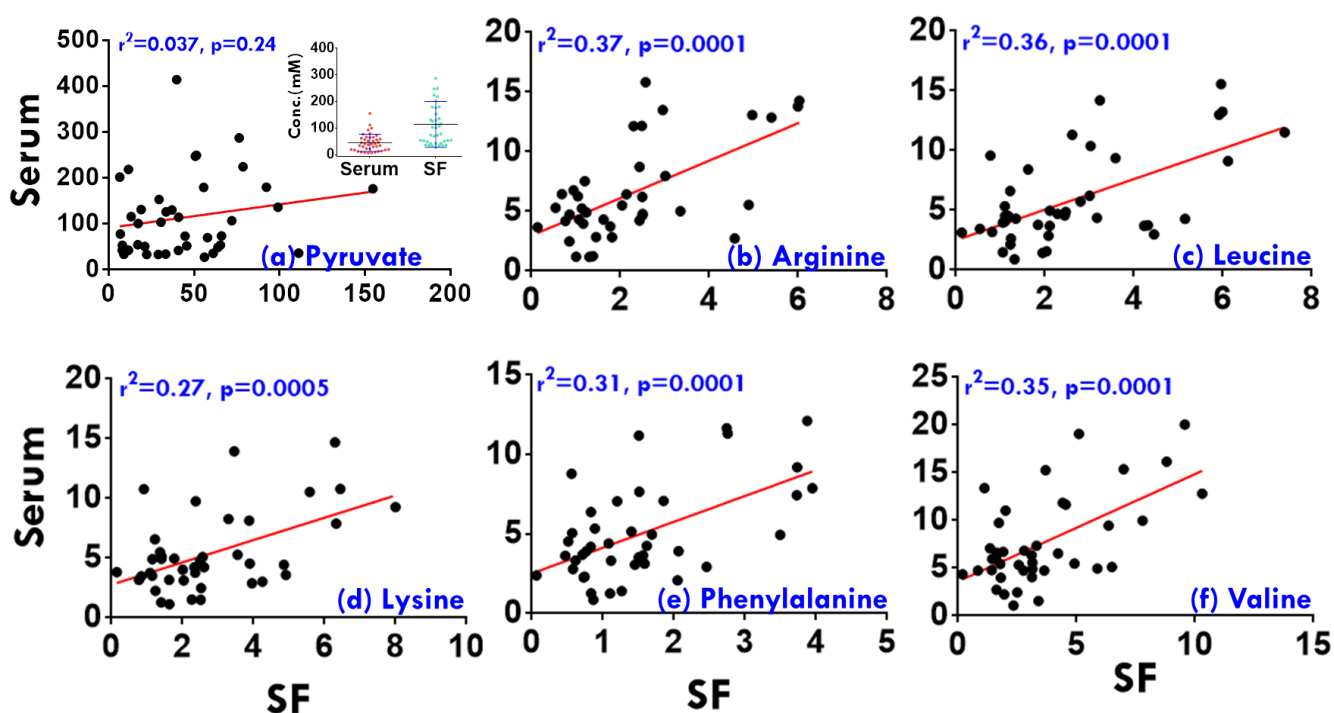 r²=0.037, p=0.24
500
400
300
200
100
0
0 50 100 150 200
Serum
Conc.(mM)
400
300
200
100
0
Serum SF
(a) Pyruvate
r²=0.37, p=0.0001
20
15
10
5
0
0 2 4 6 8
(b) Arginine
r²=0.36, p=0.0001
20
15
10
5
0
0 2 4 6 8
(c) Leucine
r²=0.27, p=0.0005
20
15
10
5
0
0 2 4 6 8 10
Serum
(d) Lysine
SF
r²=0.31, p=0.0001
15
10
5
0
0 1 2 3 4 5
(e) Phenylalanine
SF
r²=0.35, p=0.0001
25
20
15
10
5
0
0 5 10 15
(f) Valine
SF